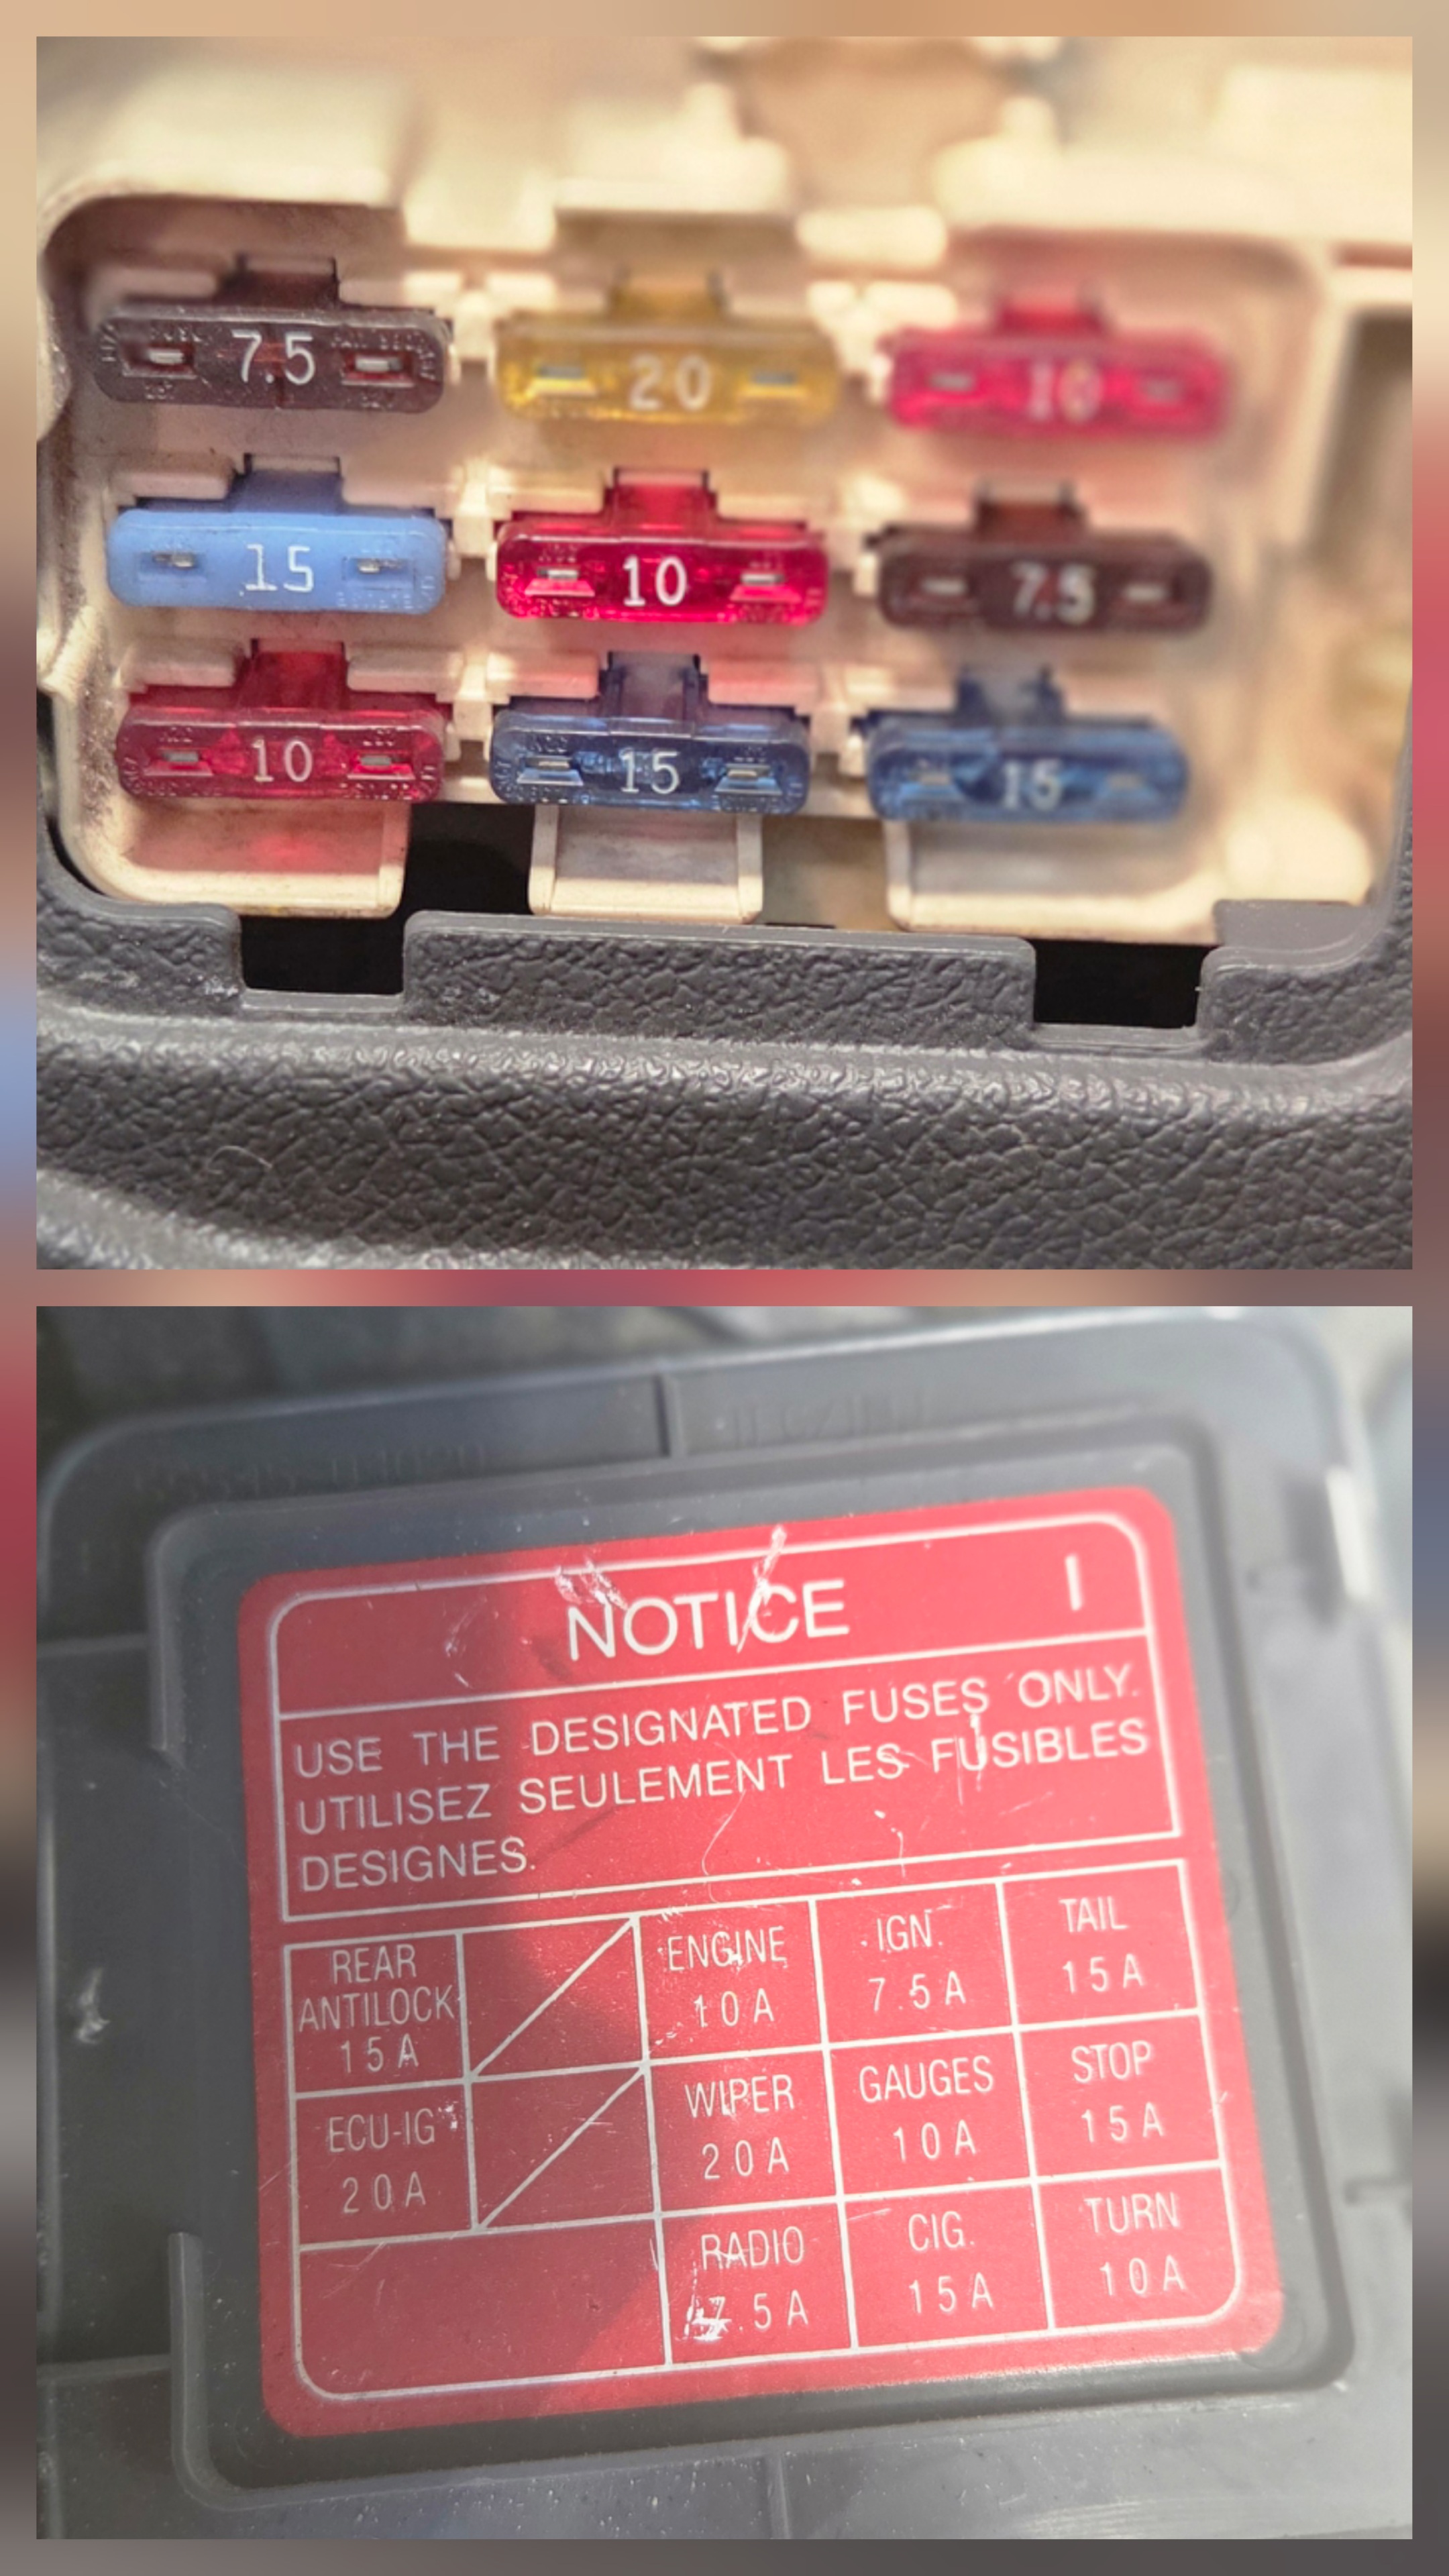 7.5 20 10
15 10 7.5
10 15 15
NOTICE I
USE THE DESIGNATED FUSES ONLY.
UTILISEZ SEULEMENT LES FUSIBLES
DESIGNES.
REAR
ANTILOCK
15A
ENGINE
10A
IGN.
7.5A
TAIL
15A
ECU-IG
20A
WIPER
20A
GAUGES
10A
STOP
15A
RADIO
7.5A
CIG.
15A
TURN
10A